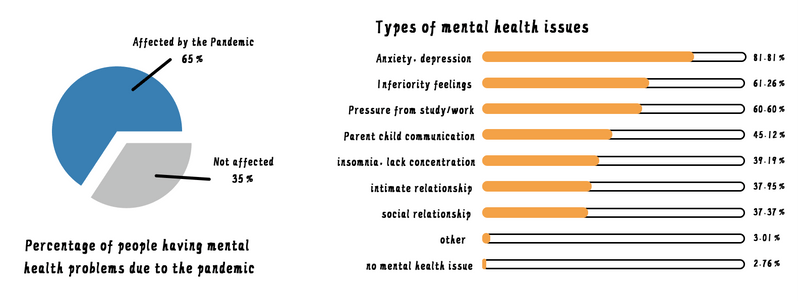 Affected by the Pandemic
65 %
Not affected
35 %
Percentage of people having mental
health problems due to the pandemic
Types of mental health issues
Anxiety, depression 81.81 %
Inferiority feelings 61.26 %
Pressure from study/work 60.60 %
Parent child communication 45.12 %
insomnia, lack concentration 39.19 %
intimate relationship 37.95 %
social relationship 37.37 %
other 3.01 %
no mental health issue 2.76 %